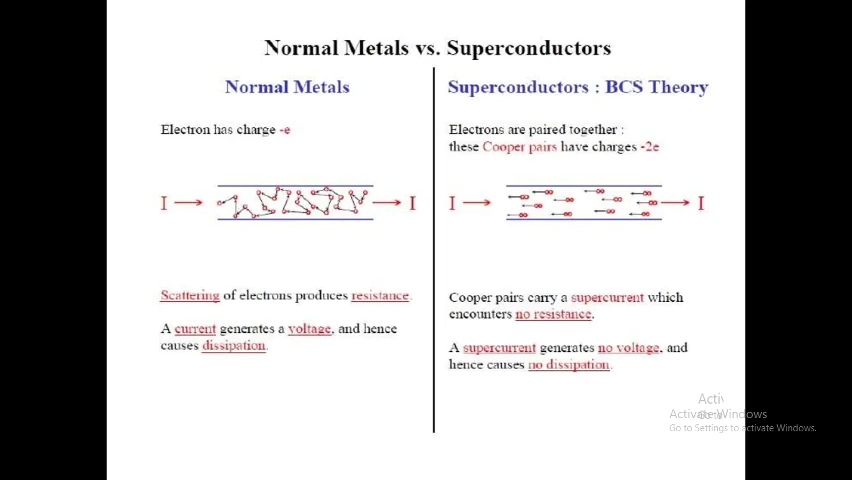 Normal Metals vs. Superconductors
Normal Metals
Electron has charge -e
I
I
Scattering of electrons produces resistance.
A current generates a voltage, and hence
causes dissipation.
Superconductors : BCS Theory
Electrons are paired together :
these Cooper pairs have charges -2e
I
I
Cooper pairs carry a supercurrent which
encounters no resistance.
A supercurrent generates no voltage, and
hence causes no dissipation.
Activate Windows
Go to Settings to activate Windows.